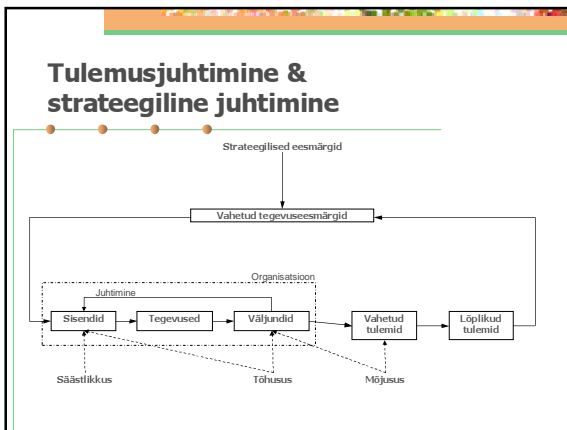 Tulemusjuhtimine &
strateegiline juhtimine
Strateegilised eesmärgid
Vahetud tegevuseesmärgid
Organisatsioon
Juhtimine
Sisendid
Tegevused
Väljundid
Vahetud
tulemid
Lõplikud
tulemid
Säästlikkus
Tõhusus
Mõjusus